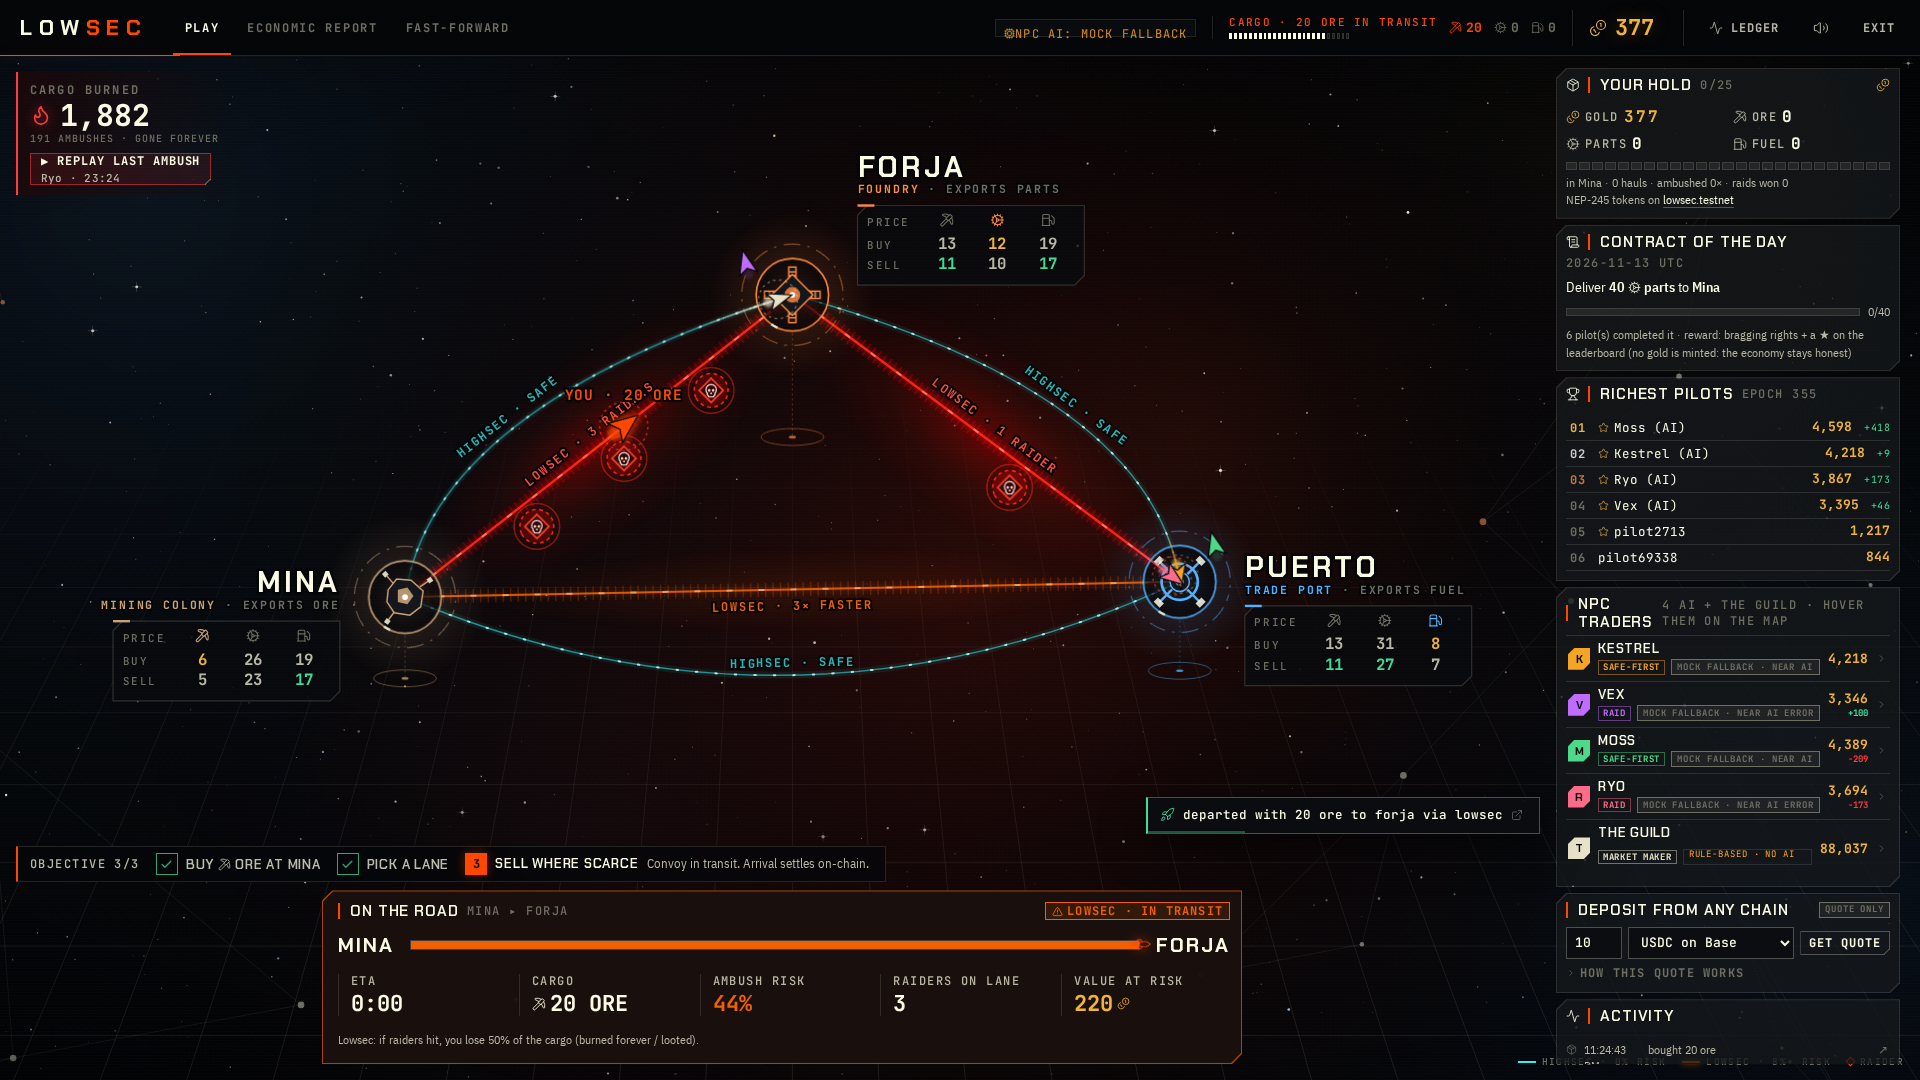 LOWSEC
PLAY
ECONOMIC REPORT
FAST-FORWARD
NPC AI: MOCK FALLBACK
CARGO · 20 ORE IN TRANSIT
20 0 0
377
LEDGER
EXIT
CARGO BURNED
1,882
191 AMBUSHES · GONE FOREVER
▶ REPLAY LAST AMBUSH
Ryo · 23:24
FORJA
FOUNDRY · EXPORTS PARTS
PRICE
BUY 13 12 19
SELL 11 10 17
HIGHSEC · SAFE
YOU · 20 ORE
LOWSEC · 3 RAIDERS
LOWSEC · 1 RAIDER
HIGHSEC · SAFE
MINA
MINING COLONY · EXPORTS ORE
PRICE
BUY 6 26 19
SELL 5 23 17
LOWSEC · 3× FASTER
HIGHSEC · SAFE
PUERTO
TRADE PORT · EXPORTS FUEL
PRICE
BUY 13 31 8
SELL 11 27 7
departed with 20 ore to forja via lowsec
OBJECTIVE 3/3
BUY ORE AT MINA
PICK A LANE
3 SELL WHERE SCARCE Convoy in transit. Arrival settles on-chain.
ON THE ROAD MINA ▸ FORJA
LOWSEC · IN TRANSIT
MINA
FORJA
ETA
0:00
CARGO
20 ORE
AMBUSH RISK
44%
RAIDERS ON LANE
3
VALUE AT RISK
220
Lowsec: if raiders hit, you lose 50% of the cargo (burned forever / looted).
YOUR HOLD 0/25
GOLD 377
ORE 0
PARTS 0
FUEL 0
in Mina · 0 hauls · ambushed 0× · raids won 0
NEP-245 tokens on lowsec.testnet
CONTRACT OF THE DAY
2026-11-13 UTC
Deliver 40 parts to Mina
0/40
6 pilot(s) completed it · reward: bragging rights + a ★ on the
leaderboard (no gold is minted: the economy stays honest)
RICHEST PILOTS EPOCH 355
01 Moss (AI) 4,598 +418
02 Kestrel (AI) 4,218 +9
03 Ryo (AI) 3,867 +173
04 Vex (AI) 3,395 +46
05 pilot2713 1,217
06 pilot69338 844
NPC TRADERS
4 AI + THE GUILD · HOVER THEM ON THE MAP
K KESTREL
SAFE-FIRST MOCK FALLBACK · NEAR AI 4,218
V VEX
RAID MOCK FALLBACK · NEAR AI ERROR 3,346 +100
M MOSS
SAFE-FIRST MOCK FALLBACK · NEAR AI 4,389 -209
R RYO
RAID MOCK FALLBACK · NEAR AI ERROR 3,694 -173
T THE GUILD
MARKET MAKER RULE-BASED · NO AI 88,037
DEPOSIT FROM ANY CHAIN QUOTE ONLY
10 USDC on Base GET QUOTE
› HOW THIS QUOTE WORKS
ACTIVITY
11:24:43 bought 20 ore ↗
RAIDER